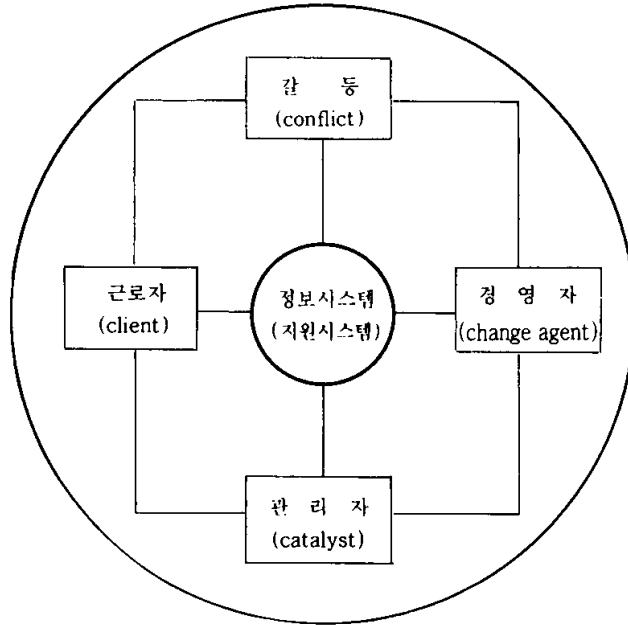 갈 등
(conflict)
근로자
(client)
정보시스템
(지원시스템)
경 영 자
(change agent)
관 리 자
(catalyst)